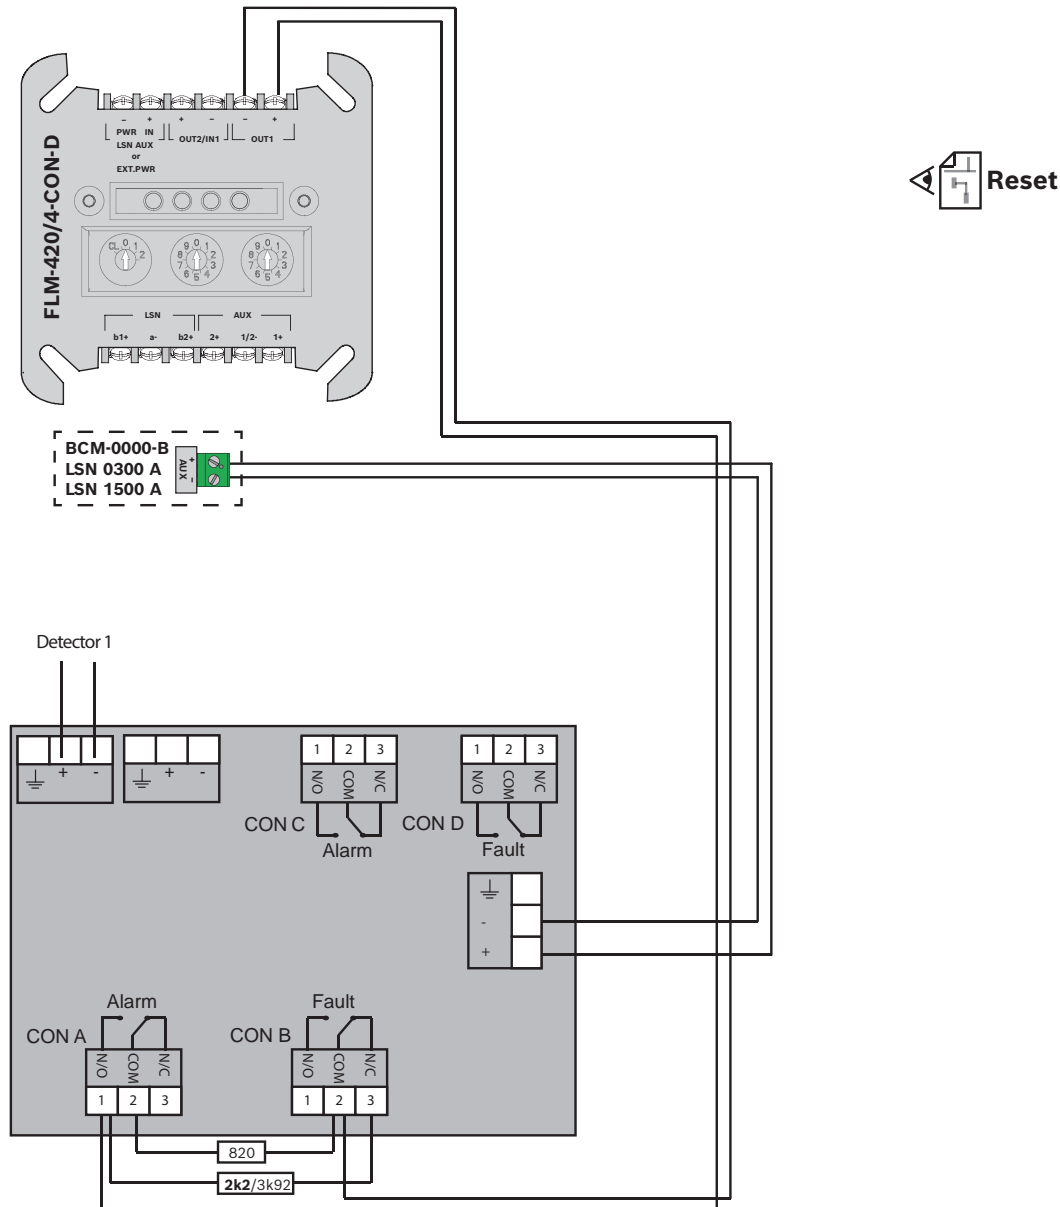 - + + - - +
PWR IN OUT2/IN1 OUT1
LSN AUX
or
EXT.PWR
FLM-420/4-CON-D
CL 0 1 2
0 1 2 3 4 5 6 7 8 9
0 1 2 3 4 5 6 7 8 9
LSN AUX
b1+ a- b2+ 2+ 1/2- 1+
Reset
BCM-0000-B
LSN 0300 A
LSN 1500 A
+ AUX -
Detector 1
+ -
+ -
1 2 3
N/O COM N/C
CON C
Alarm
1 2 3
N/O COM N/C
CON D
Fault
-
+
Alarm
CON A
N/O COM N/C
1 2 3
Fault
CON B
N/O COM N/C
1 2 3
820
2k2/3k92